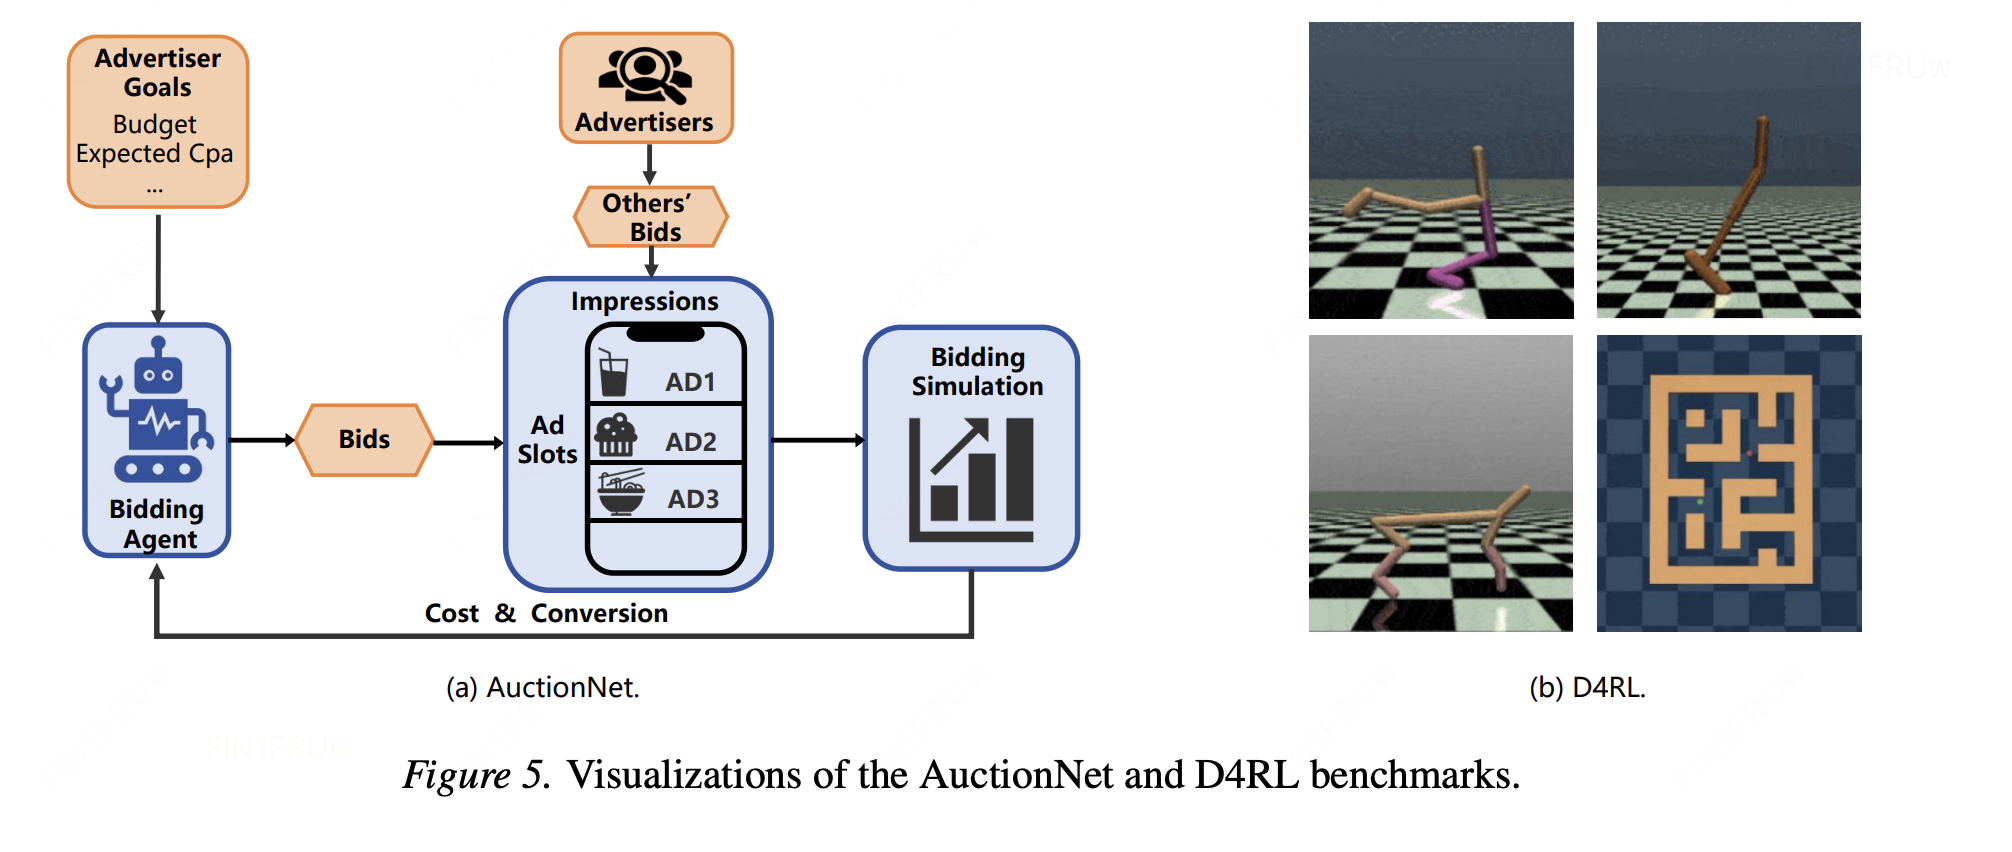 Advertiser
Goals
Budget
Expected Cpa
...
Advertisers
Others’
Bids
Impressions
Ad
Slots
AD1
AD2
AD3
Bidding
Simulation
Bids
Bidding
Agent
Cost & Conversion
(a) AuctionNet.
(b) D4RL.
Figure 5. Visualizations of the AuctionNet and D4RL benchmarks.
FIN1FRUw